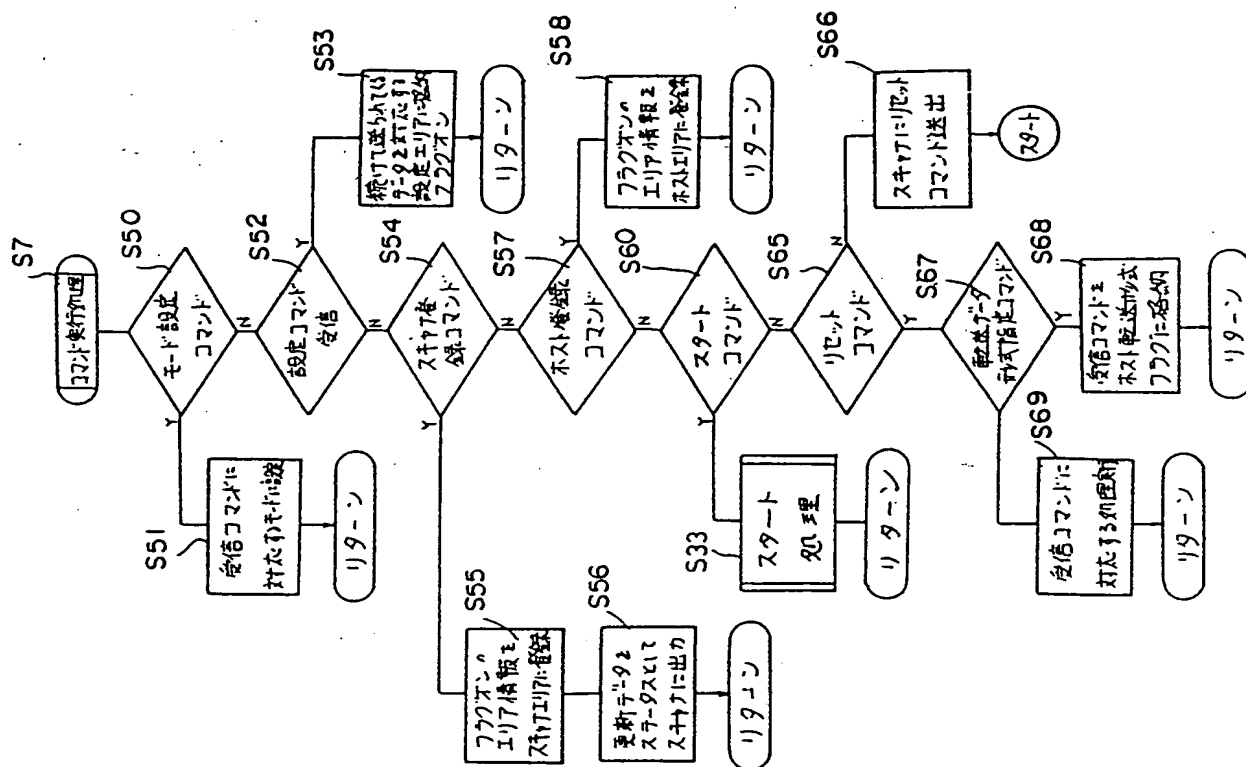 S7
コマンド実行処理
S50
モード設定
コマンド
Y
N
S51
受信コマンドに
対応するモードに設定
リターン
S52
設定コマンド
受信
Y
N
S53
続けて送られてくる
データを対応する
設定エリアに格納
フラグオン
リターン
S54
スキャナ登
録コマンド
Y
N
S55
フラグオンの
エリア情報を
スキャナエリアに登録
S56
更新データを
ステータスとして
スキャナに出力
リターン
S57
ホスト登録
コマンド
Y
N
S58
フラグオンの
エリア情報を
ホストエリアに登録
リターン
S60
スタート
コマンド
Y
N
S33
スタート
処理
リターン
S65
リセット
コマンド
N
Y
S66
スキャナにリセット
コマンド送出
スタート
S67
転送データ
形式指定コマンド
Y
S68
受信コマンドを
ホスト転送形式
フラグに格納
リターン
S69
受信コマンドに
対応する処理実行
リターン